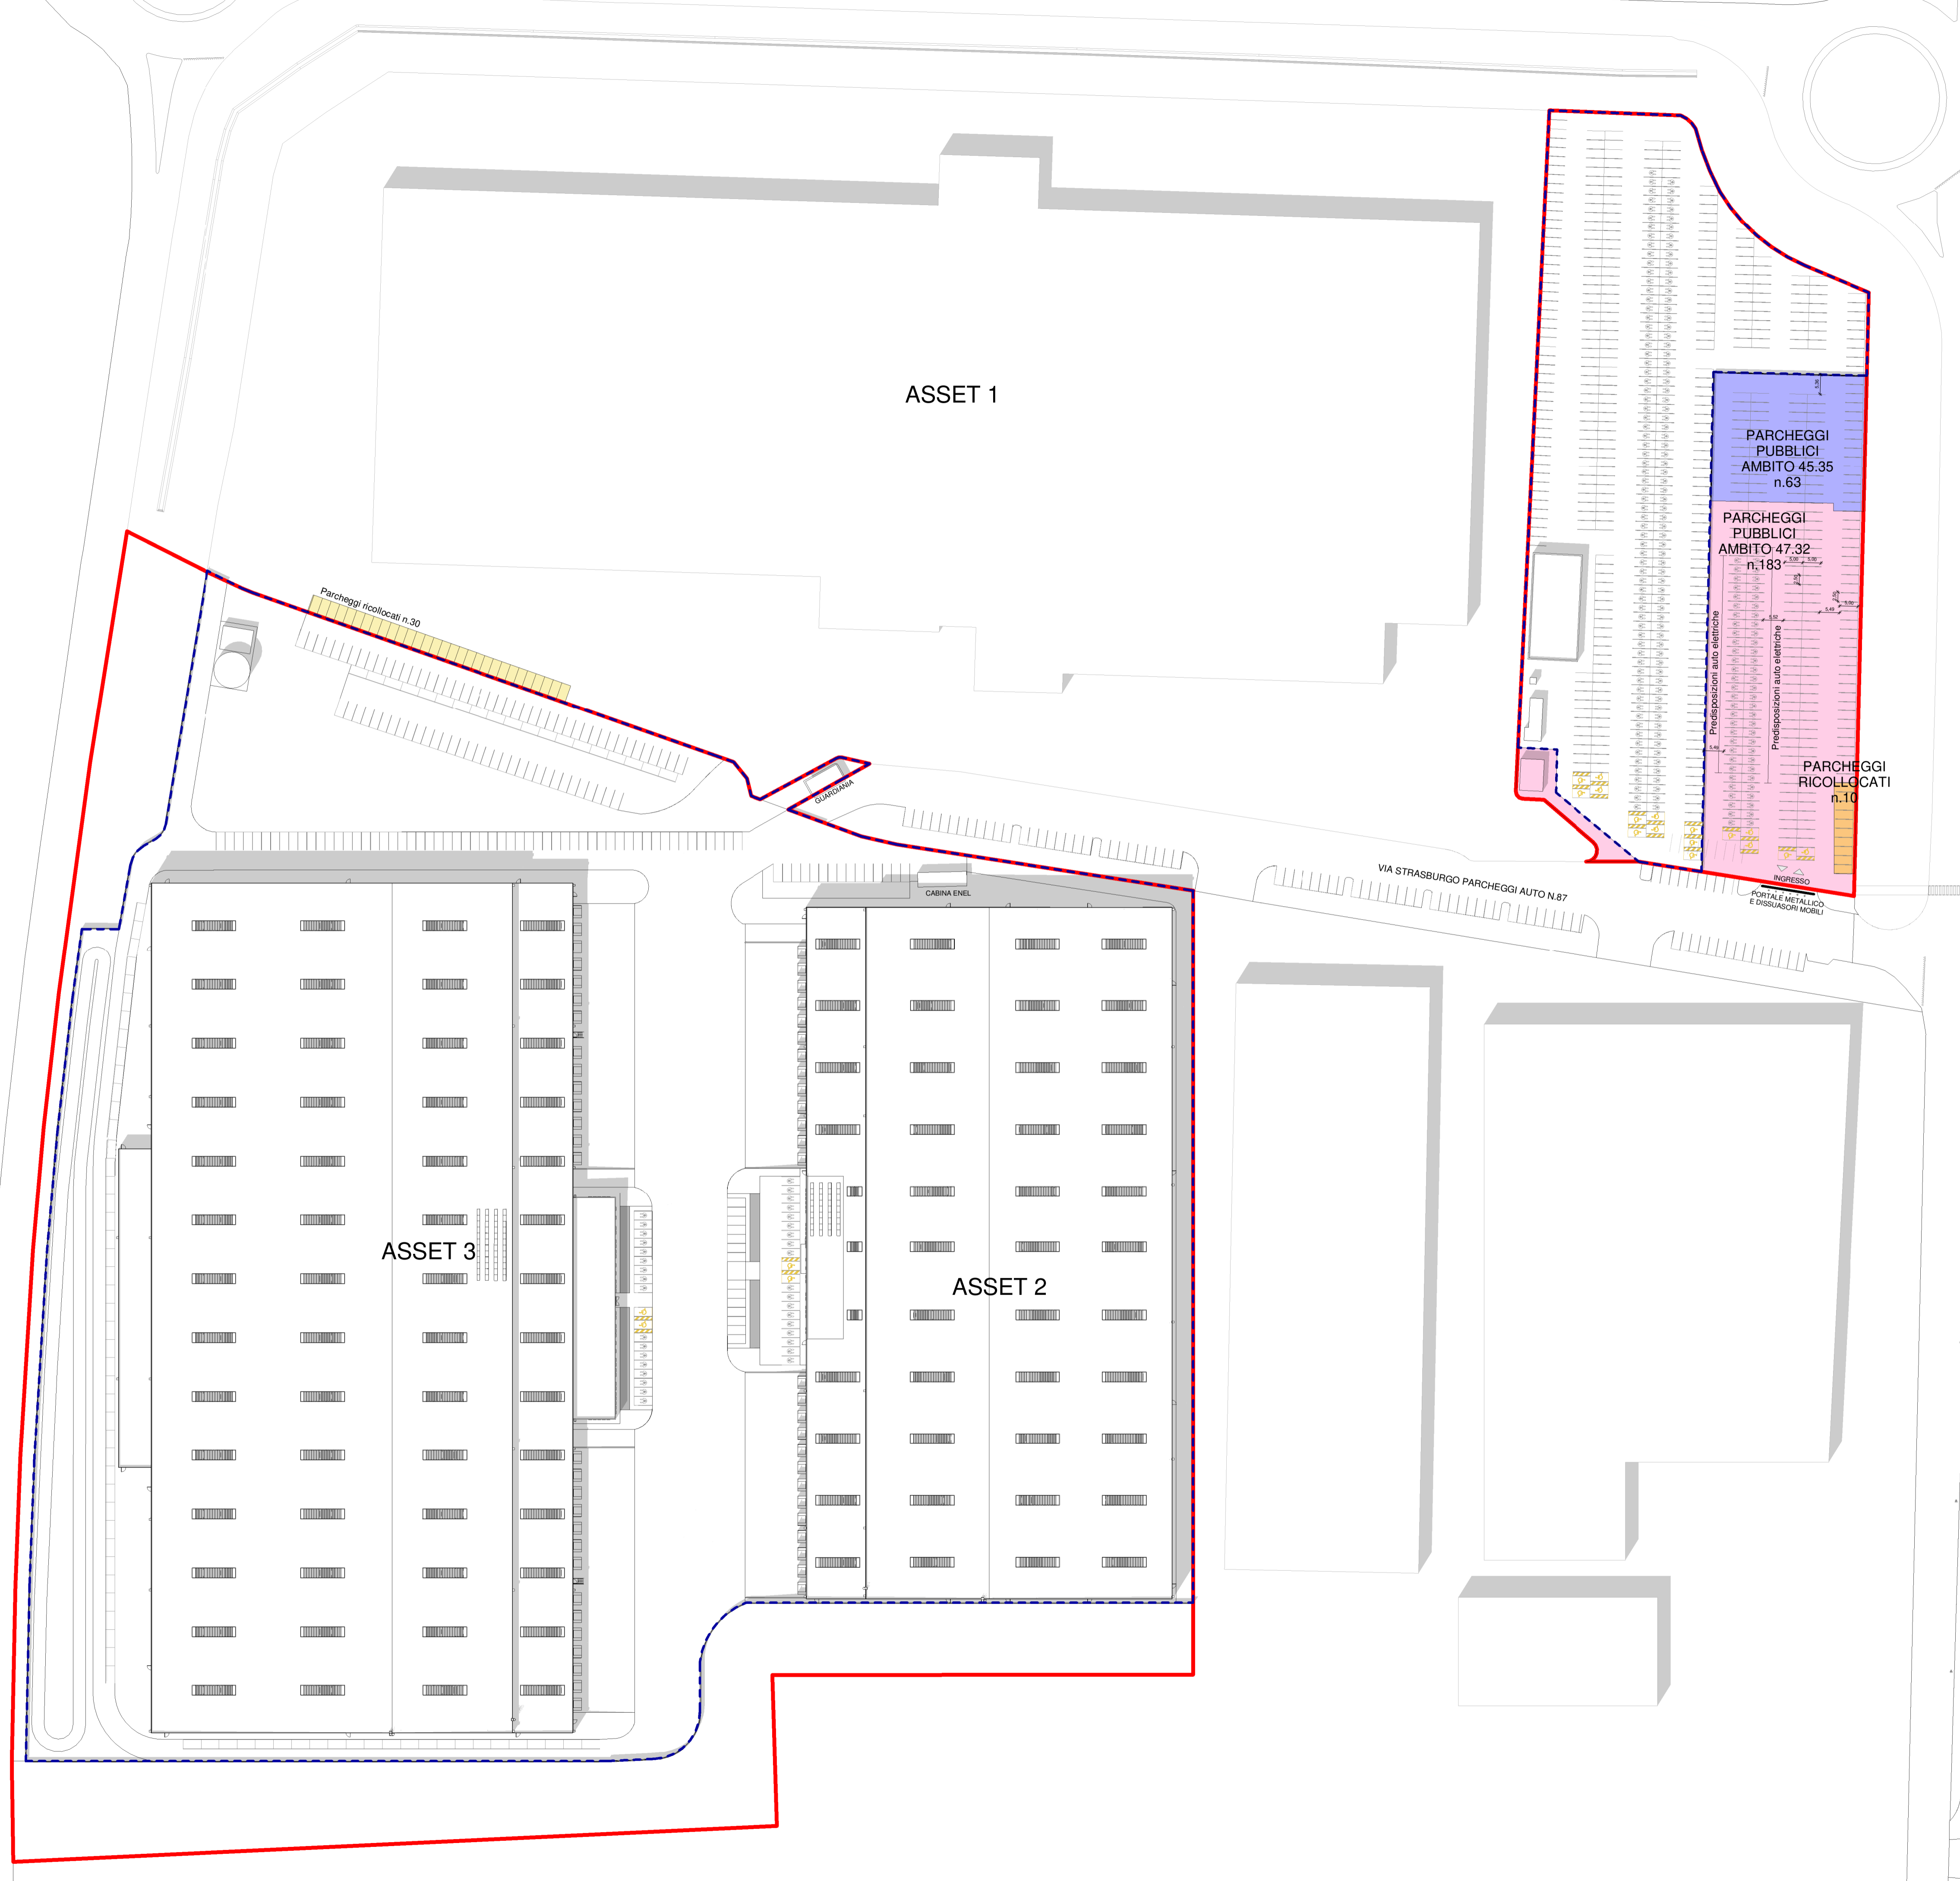 ASSET 1
PARCHEGGI
PUBBLICI
AMBITO 45.35
n.63
PARCHEGGI
PUBBLICI
AMBITO 47.32
n.183
Predisposizioni auto elettriche
Predisposizioni auto elettriche
PARCHEGGI
RICOLLOCATI
n.10
INGRESSO
PORTALE METALLICO
E DISSUASORI MOBILI
Parcheggi ricollocati n.30
GUARDIANIA
VIA STRASBURGO PARCHEGGI AUTO N.87
CABINA ENEL
ASSET 3
ASSET 2